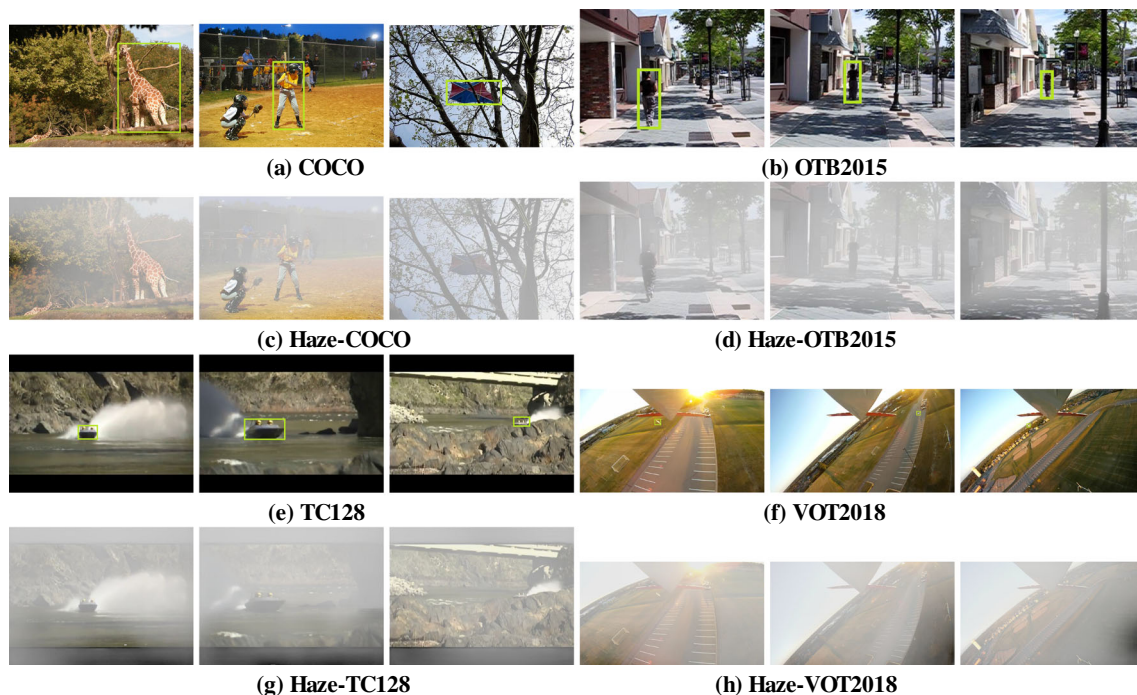 (a) COCO
(b) OTB2015
(c) Haze-COCO
(d) Haze-OTB2015
(e) TC128
(f) VOT2018
(g) Haze-TC128
(h) Haze-VOT2018